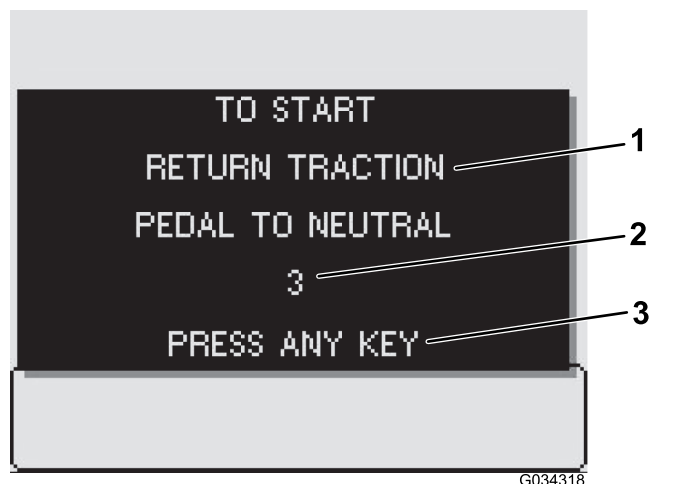 TO START
RETURN TRACTION
1
PEDAL TO NEUTRAL
2
3
PRESS ANY KEY
3
G034318